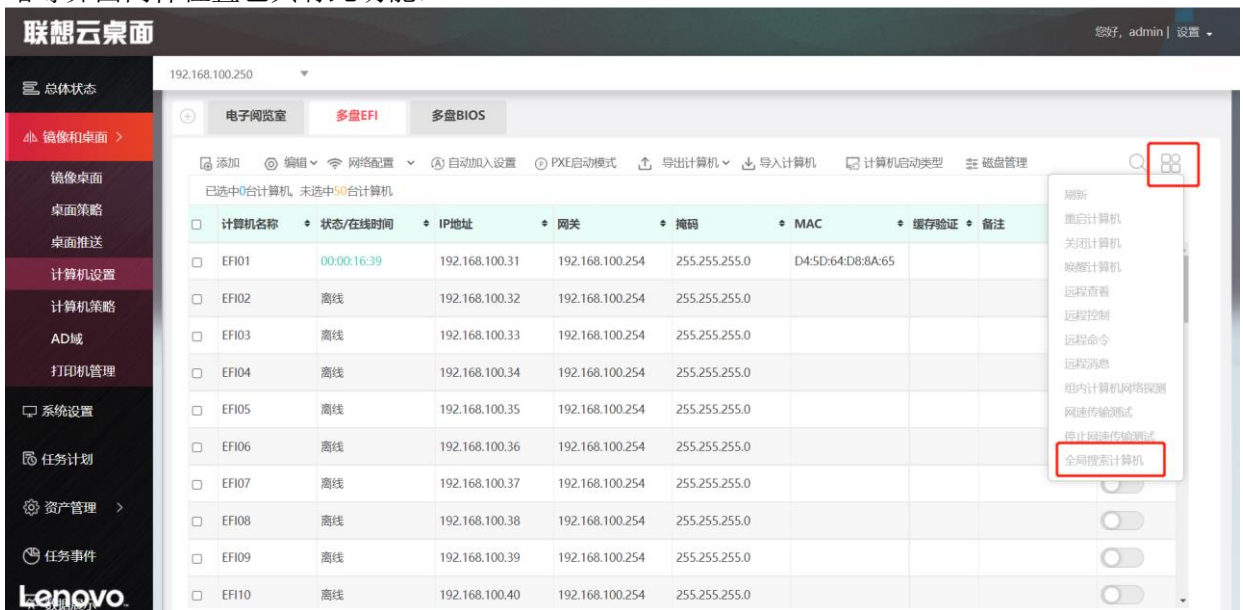 联想云桌面
您好，admin | 设置
总体状态
192.168.100.250
电子阅览室 多盘EFI 多盘BIOS
镜像和桌面
添加 编辑 网络配置 自动加入设置 PXE启动模式 导出计算机 导入计算机 计算机启动类型 磁盘管理
镜像桌面
已选中0台计算机, 未选中50台计算机
刷新
桌面策略
计算机名称 状态/在线时间 IP地址 网关 掩码 MAC 缓存验证 备注
重启计算机
桌面推送
关闭计算机
EFI01 00:00:16:39 192.168.100.31 192.168.100.254 255.255.255.0 D4:5D:64:D8:8A:65
唤醒计算机
计算机设置
远程查看
EFI02 离线 192.168.100.32 192.168.100.254 255.255.255.0
计算机策略
远程控制
AD域
EFI03 离线 192.168.100.33 192.168.100.254 255.255.255.0
远程命令
远程消息
打印机管理
EFI04 离线 192.168.100.34 192.168.100.254 255.255.255.0
组内计算机网络探测
系统设置
EFI05 离线 192.168.100.35 192.168.100.254 255.255.255.0
网速传输测试
停止网速传输测试
EFI06 离线 192.168.100.36 192.168.100.254 255.255.255.0
任务计划
全局搜索计算机
EFI07 离线 192.168.100.37 192.168.100.254 255.255.255.0
资产管理
EFI08 离线 192.168.100.38 192.168.100.254 255.255.255.0
任务事件
EFI09 离线 192.168.100.39 192.168.100.254 255.255.255.0
Lenovo
EFI10 离线 192.168.100.40 192.168.100.254 255.255.255.0